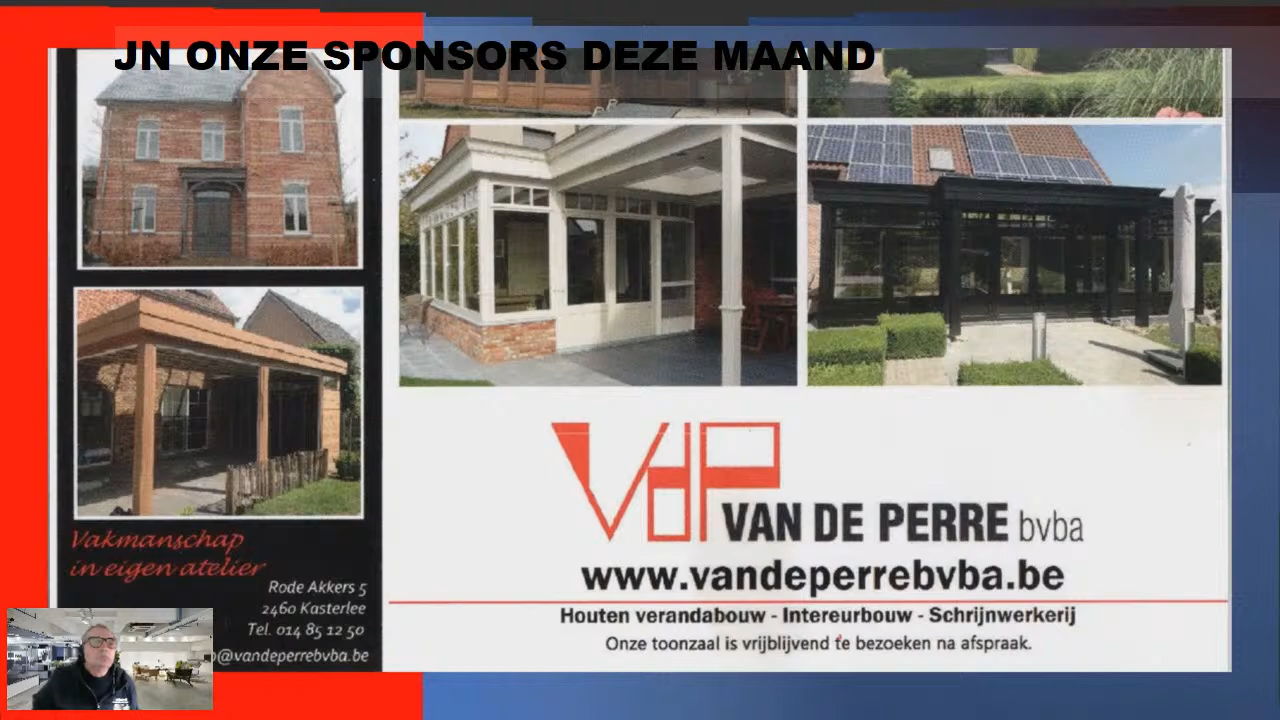 JN ONZE SPONSORS DEZE MAAND
Vakmanschap
in eigen atelier
Rode Akkers 5
2460 Kasterlee
Tel. 014 85 12 50
@vandeperrebvba.be
VdP VAN DE PERRE bvba
www.vandeperrebvba.be
Houten verandabouw - Intereurbouw - Schrijnwerkerij
Onze toonzaal is vrijblijvend te bezoeken na afspraak.